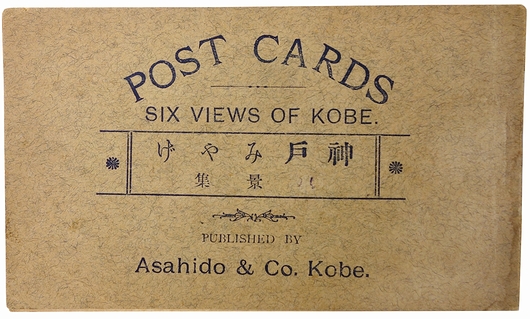 POST CARDS
SIX VIEWS OF KOBE.
神戸みやげ
景集
PUBLISHED BY
Asahido & Co. Kobe.